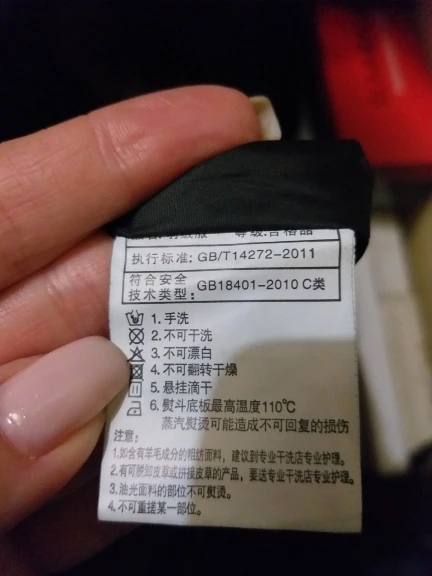 等级:合格品
执行标准: GB/T14272-2011
符合安全
技术类型: GB18401-2010 C类
1. 手洗
2. 不可干洗
3. 不可漂白
4. 不可翻转干燥
5. 悬挂滴干
6. 熨斗底板最高温度110℃
蒸汽熨烫可能造成不可回复的损伤
注意:
1.如含有羊毛成分的粗纺面料，建议到专业干洗店专业护理。
2.有可脱卸皮草或拼接皮草的产品，要送专业干洗店专业护理。
3.油光面料的部位不可熨烫。
4.不可重搓某一部位。